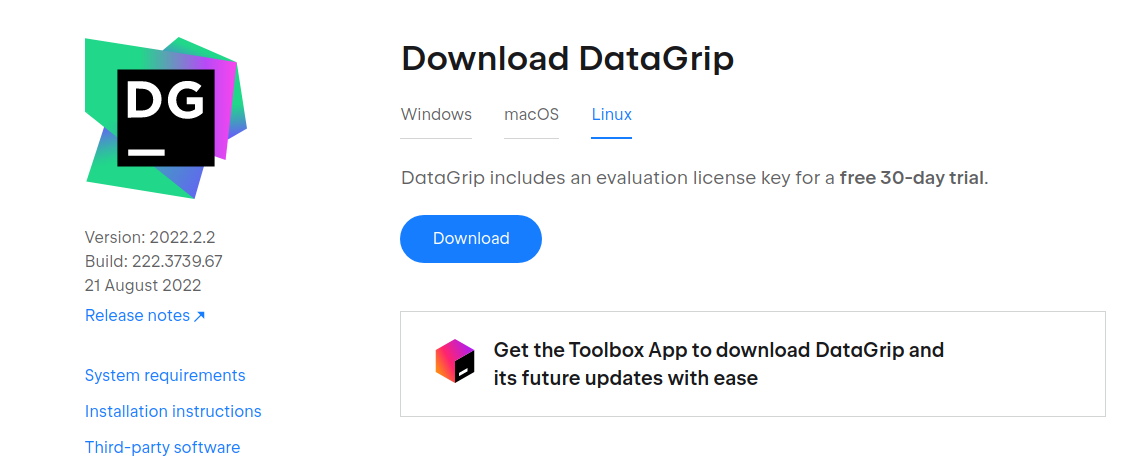 DG
Version: 2022.2.2
Build: 222.3739.67
21 August 2022
Release notes ↗
System requirements
Installation instructions
Third-party software
Download DataGrip
Windows macOS Linux
DataGrip includes an evaluation license key for a free 30-day trial.
Download
Get the Toolbox App to download DataGrip and
its future updates with ease